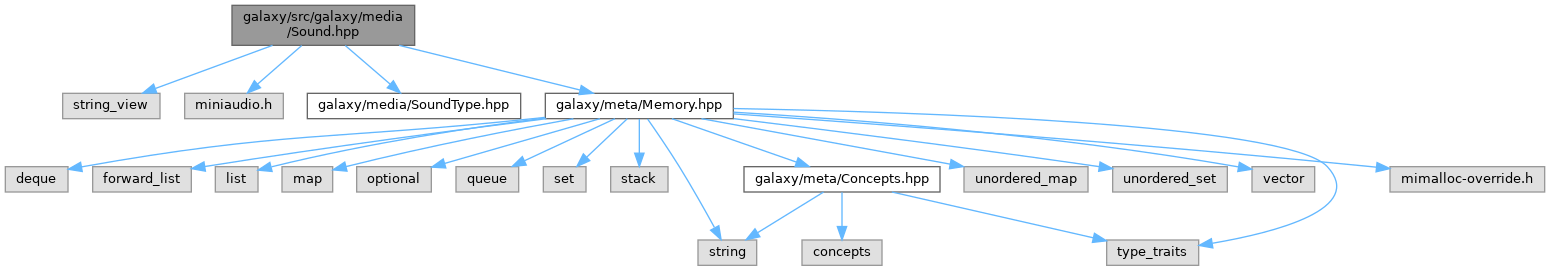 galaxy/src/galaxy/media
/Sound.hpp
string_view
miniaudio.h
galaxy/media/SoundType.hpp
galaxy/meta/Memory.hpp
deque
forward_list
list
map
optional
queue
set
stack
galaxy/meta/Concepts.hpp
unordered_map
unordered_set
vector
mimalloc-override.h
string
concepts
type_traits